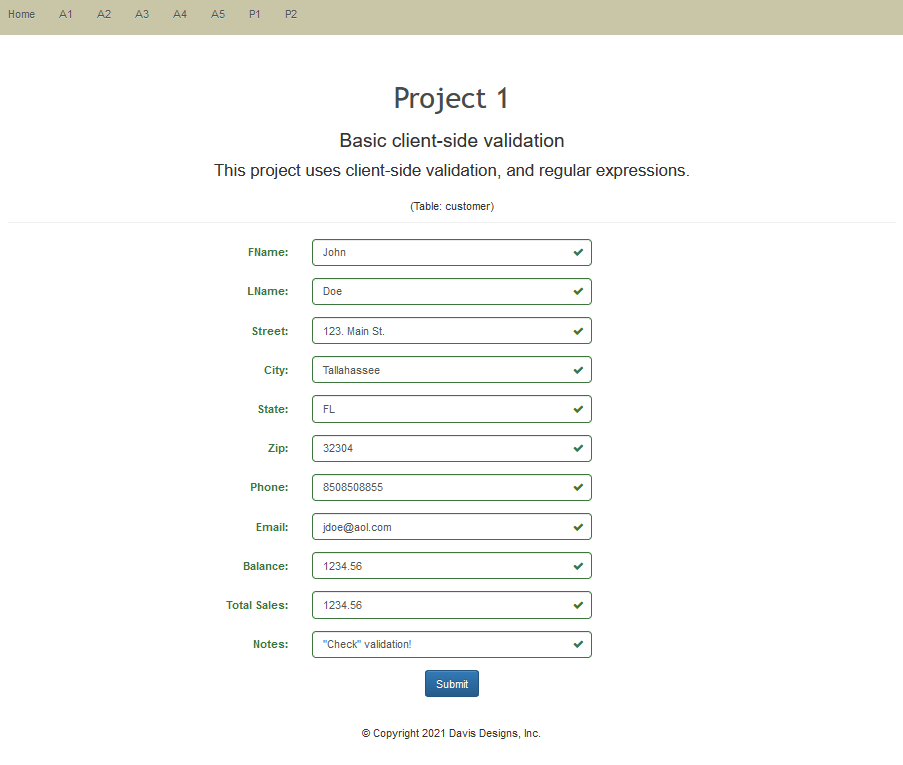 Home A1 A2 A3 A4 A5 P1 P2
Project 1
Basic client-side validation
This project uses client-side validation, and regular expressions.
(Table: customer)
FName: John
LName: Doe
Street: 123. Main St.
City: Tallahassee
State: FL
Zip: 32304
Phone: 8508508855
Email: jdoe@aol.com
Balance: 1234.56
Total Sales: 1234.56
Notes: "Check" validation!
Submit
© Copyright 2021 Davis Designs, Inc.